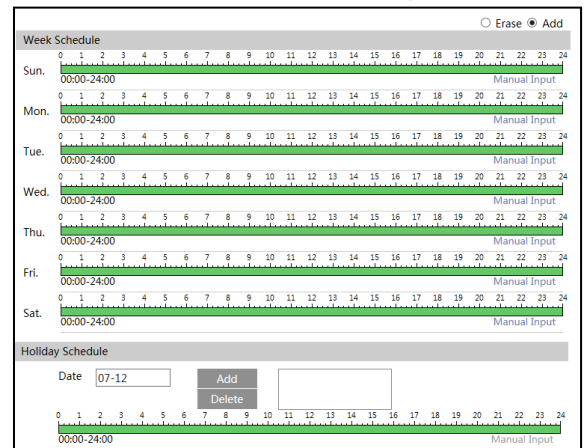 Erase Add
Week Schedule
0 1 2 3 4 5 6 7 8 9 10 11 12 13 14 15 16 17 18 19 20 21 22 23 24
Sun.
00:00-24:00 Manual Input
0 1 2 3 4 5 6 7 8 9 10 11 12 13 14 15 16 17 18 19 20 21 22 23 24
Mon.
00:00-24:00 Manual Input
0 1 2 3 4 5 6 7 8 9 10 11 12 13 14 15 16 17 18 19 20 21 22 23 24
Tue.
00:00-24:00 Manual Input
0 1 2 3 4 5 6 7 8 9 10 11 12 13 14 15 16 17 18 19 20 21 22 23 24
Wed.
00:00-24:00 Manual Input
0 1 2 3 4 5 6 7 8 9 10 11 12 13 14 15 16 17 18 19 20 21 22 23 24
Thu.
00:00-24:00 Manual Input
0 1 2 3 4 5 6 7 8 9 10 11 12 13 14 15 16 17 18 19 20 21 22 23 24
Fri.
00:00-24:00 Manual Input
0 1 2 3 4 5 6 7 8 9 10 11 12 13 14 15 16 17 18 19 20 21 22 23 24
Sat.
00:00-24:00 Manual Input
Holiday Schedule
Date 07-12 Add
Delete
0 1 2 3 4 5 6 7 8 9 10 11 12 13 14 15 16 17 18 19 20 21 22 23 24
00:00-24:00 Manual Input